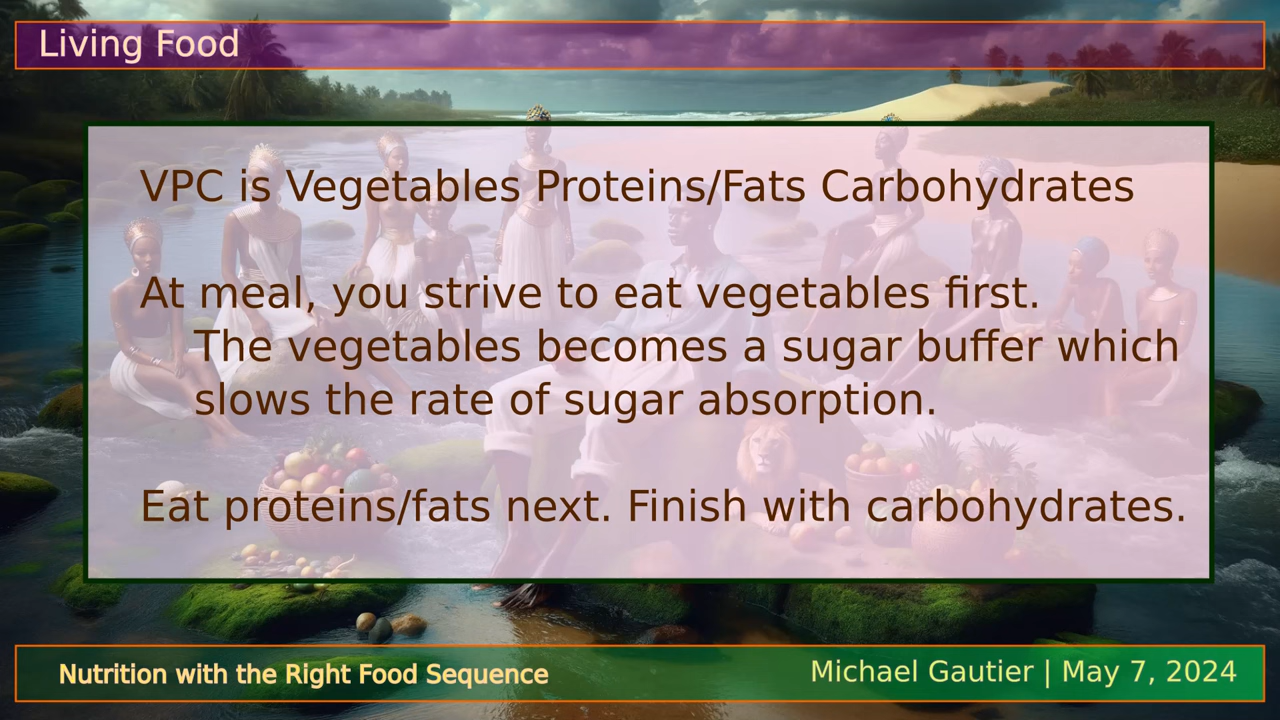 Living Food
VPC is Vegetables Proteins/Fats Carbohydrates
At meal, you strive to eat vegetables first.
The vegetables becomes a sugar buffer which
slows the rate of sugar absorption.
Eat proteins/fats next. Finish with carbohydrates.
Nutrition with the Right Food Sequence
Michael Gautier | May 7, 2024